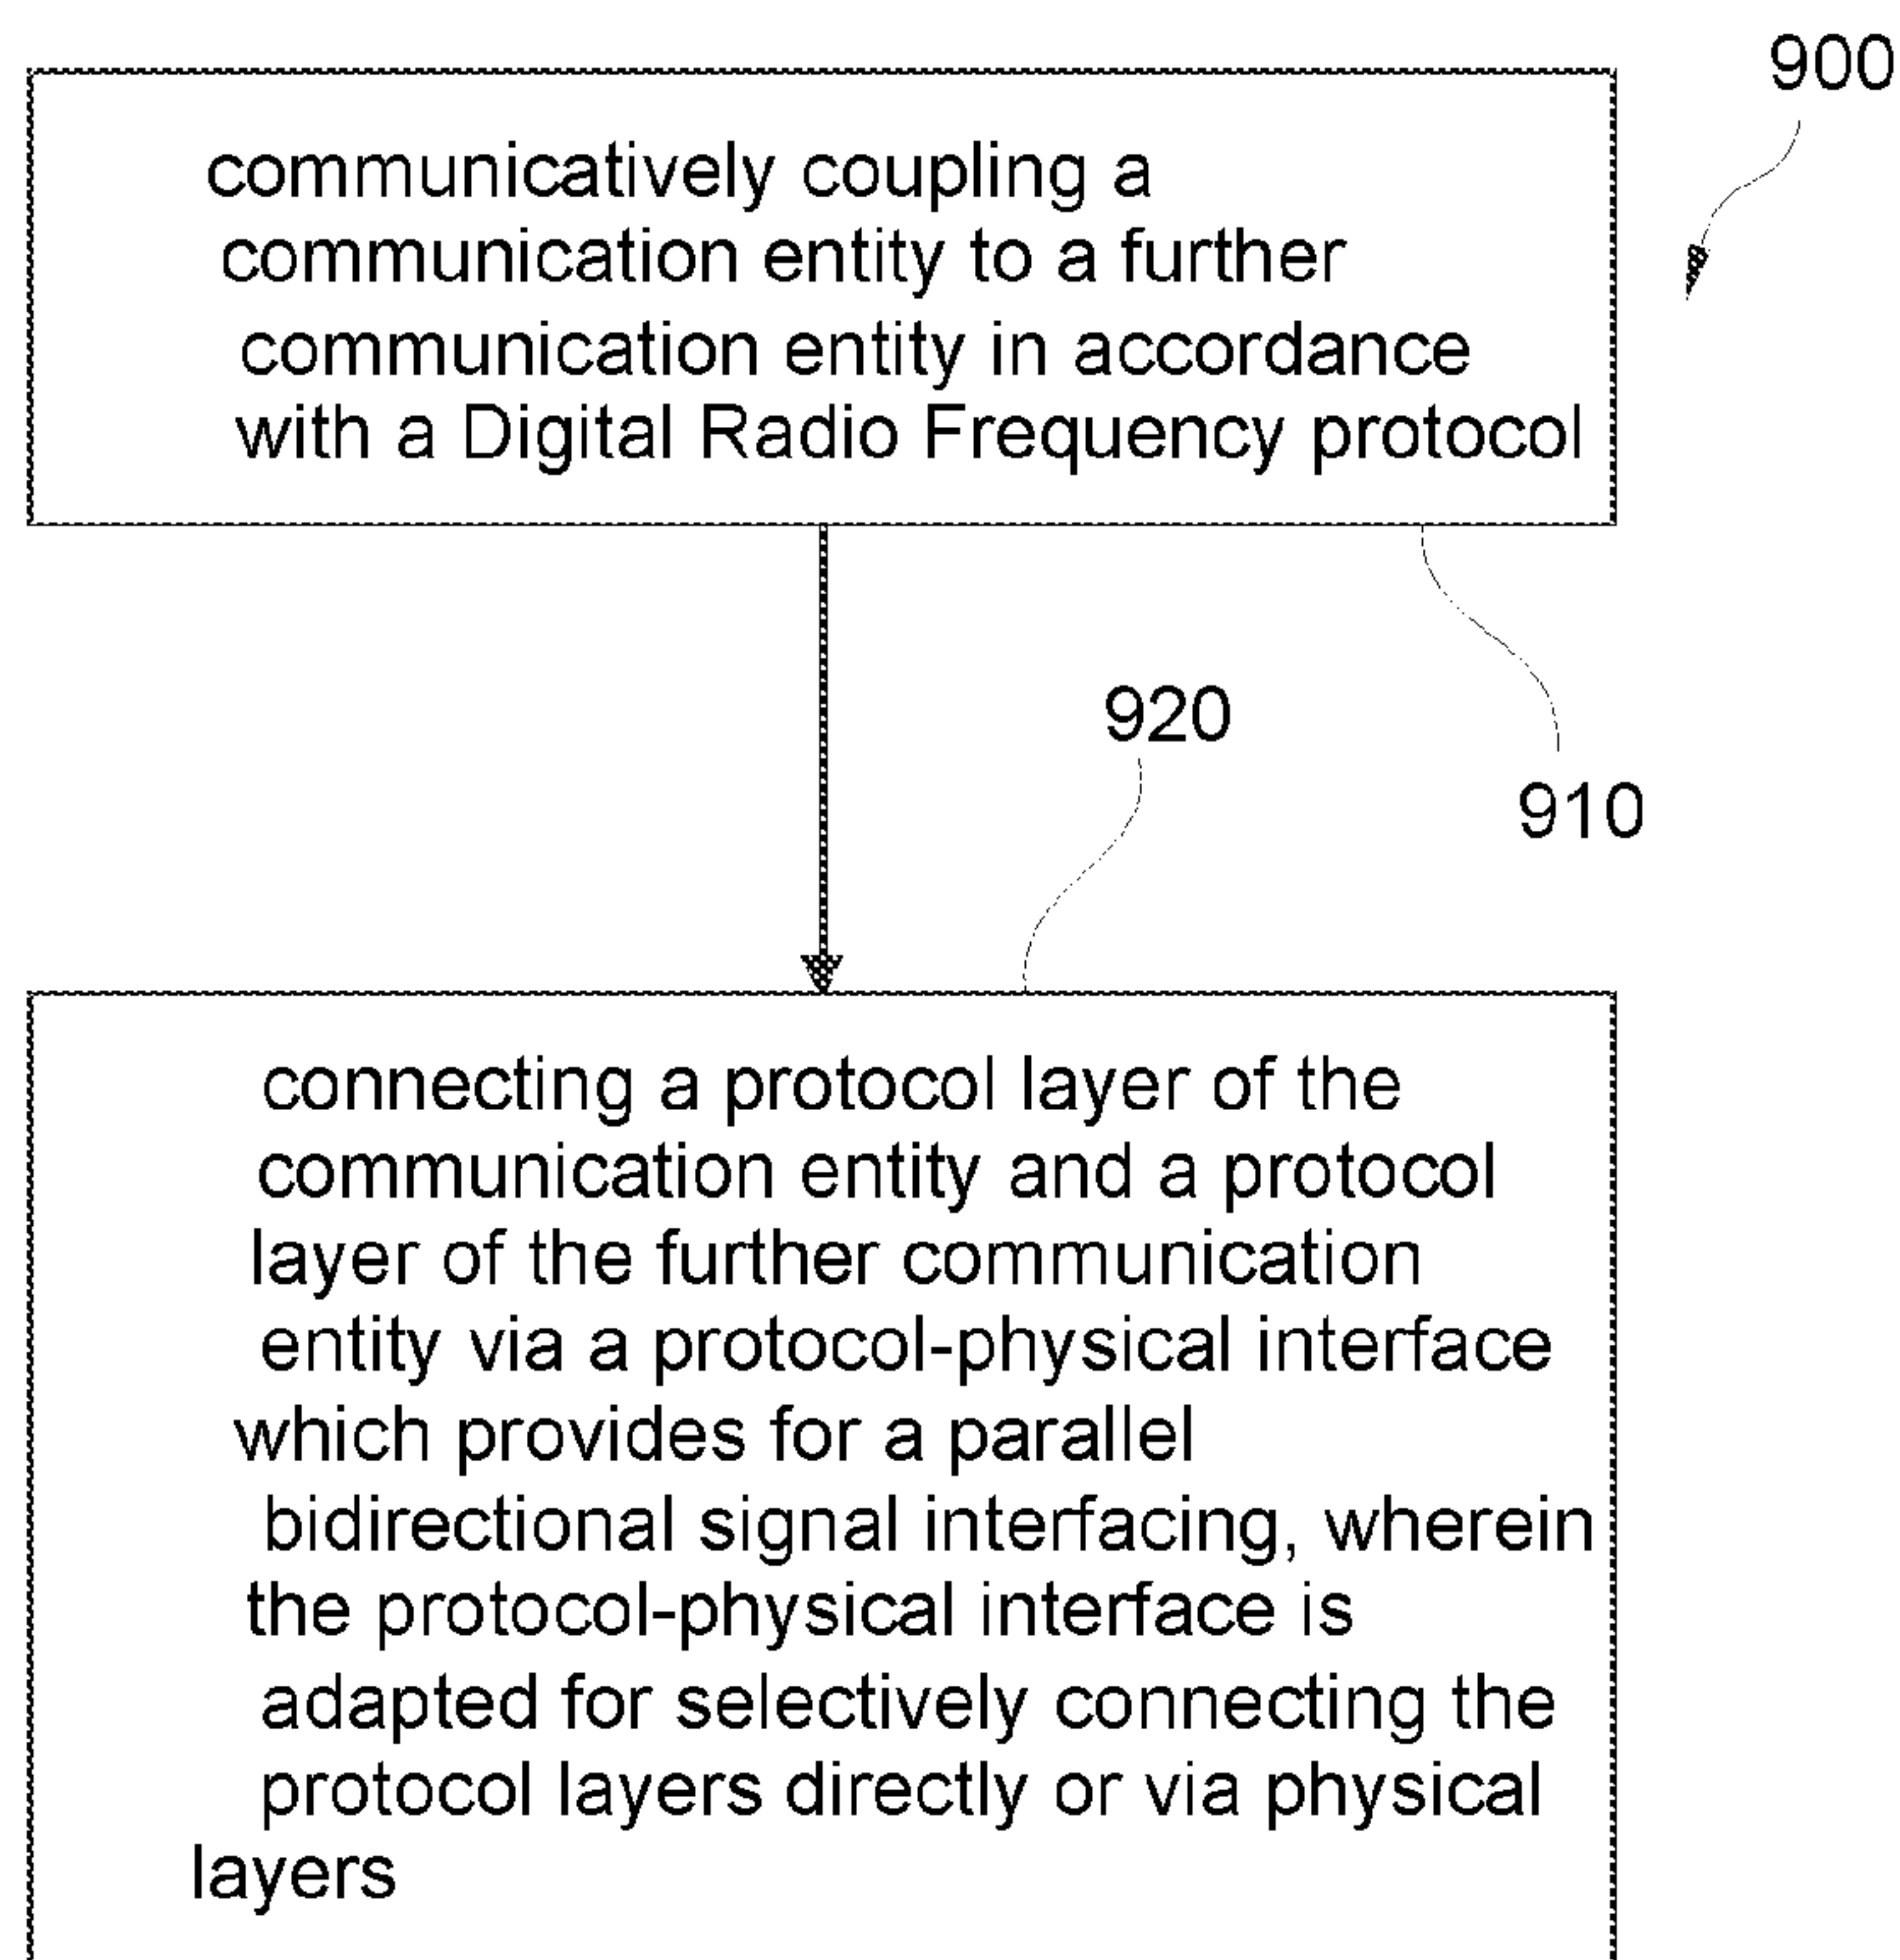 900
communicatively coupling a
communication entity to a further
communication entity in accordance
with a Digital Radio Frequency protocol
920
910
connecting a protocol layer of the
communication entity and a protocol
layer of the further communication
entity via a protocol-physical interface
which provides for a parallel
bidirectional signal interfacing, wherein
the protocol-physical interface is
adapted for selectively connecting the
protocol layers directly or via physical
layers